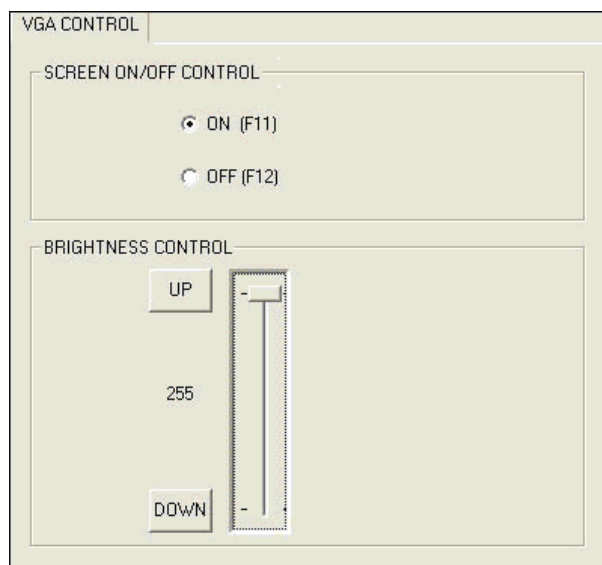 VGA CONTROL
SCREEN ON/OFF CONTROL
ON (F11)
OFF (F12)
BRIGHTNESS CONTROL
UP
255
DOWN